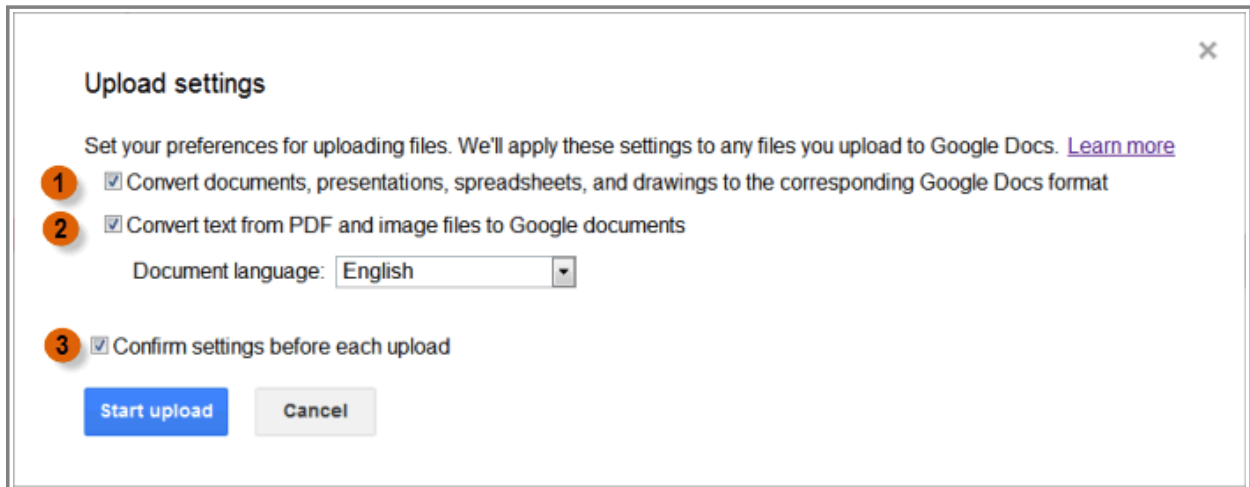 ×
Upload settings
Set your preferences for uploading files. We'll apply these settings to any files you upload to Google Docs. Learn more
1 Convert documents, presentations, spreadsheets, and drawings to the corresponding Google Docs format
2 Convert text from PDF and image files to Google documents
Document language: English
3 Confirm settings before each upload
Start upload Cancel